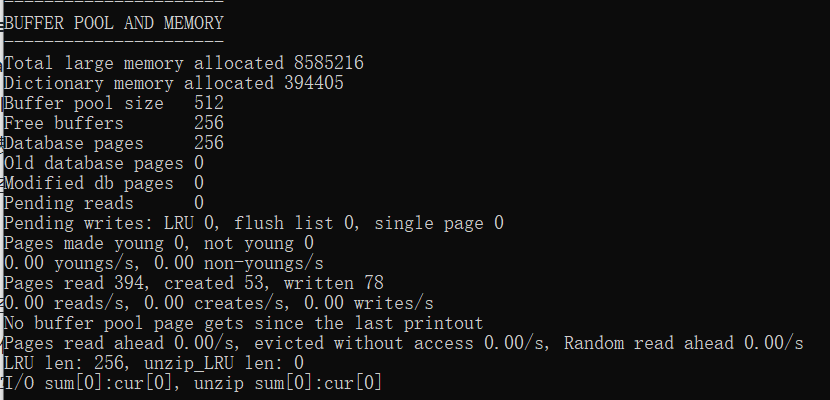 ----------------------
BUFFER POOL AND MEMORY
----------------------
Total large memory allocated 8585216
Dictionary memory allocated 394405
Buffer pool size   512
Free buffers       256
Database pages     256
Old database pages 0
Modified db pages  0
Pending reads      0
Pending writes: LRU 0, flush list 0, single page 0
Pages made young 0, not young 0
0.00 youngs/s, 0.00 non-youngs/s
Pages read 394, created 53, written 78
0.00 reads/s, 0.00 creates/s, 0.00 writes/s
No buffer pool page gets since the last printout
Pages read ahead 0.00/s, evicted without access 0.00/s, Random read ahead 0.00/s
LRU len: 256, unzip_LRU len: 0
I/O sum[0]:cur[0], unzip sum[0]:cur[0]